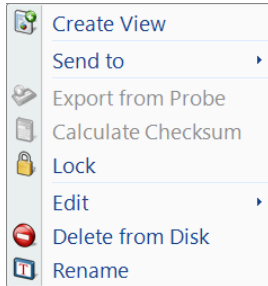 Create View
Send to
Export from Probe
Calculate Checksum
Lock
Edit
Delete from Disk
Rename